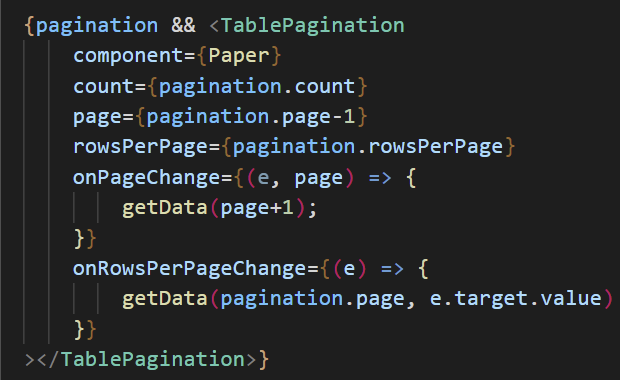 {pagination && <TablePagination
component={Paper}
count={pagination.count}
page={pagination.page-1}
rowsPerPage={pagination.rowsPerPage}
onPageChange={(e, page) => {
getData(page+1);
}}
onRowsPerPageChange={(e) => {
getData(pagination.page, e.target.value)
}}
></TablePagination>}